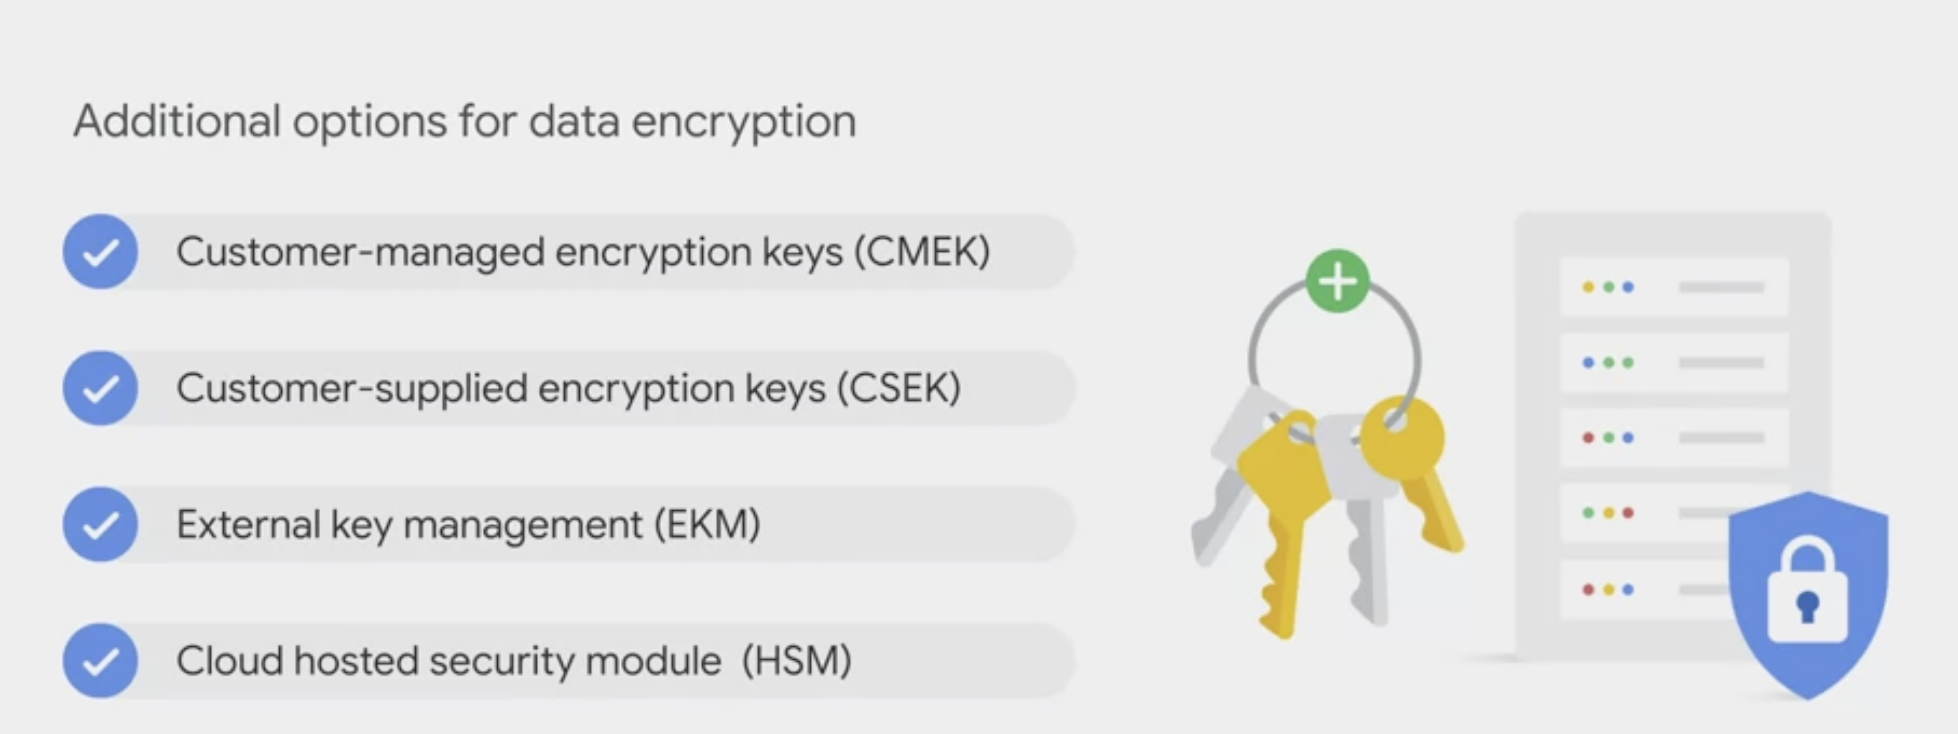 Additional options for data encryption
Customer-managed encryption keys (CMEK)
Customer-supplied encryption keys (CSEK)
External key management (EKM)
Cloud hosted security module (HSM)